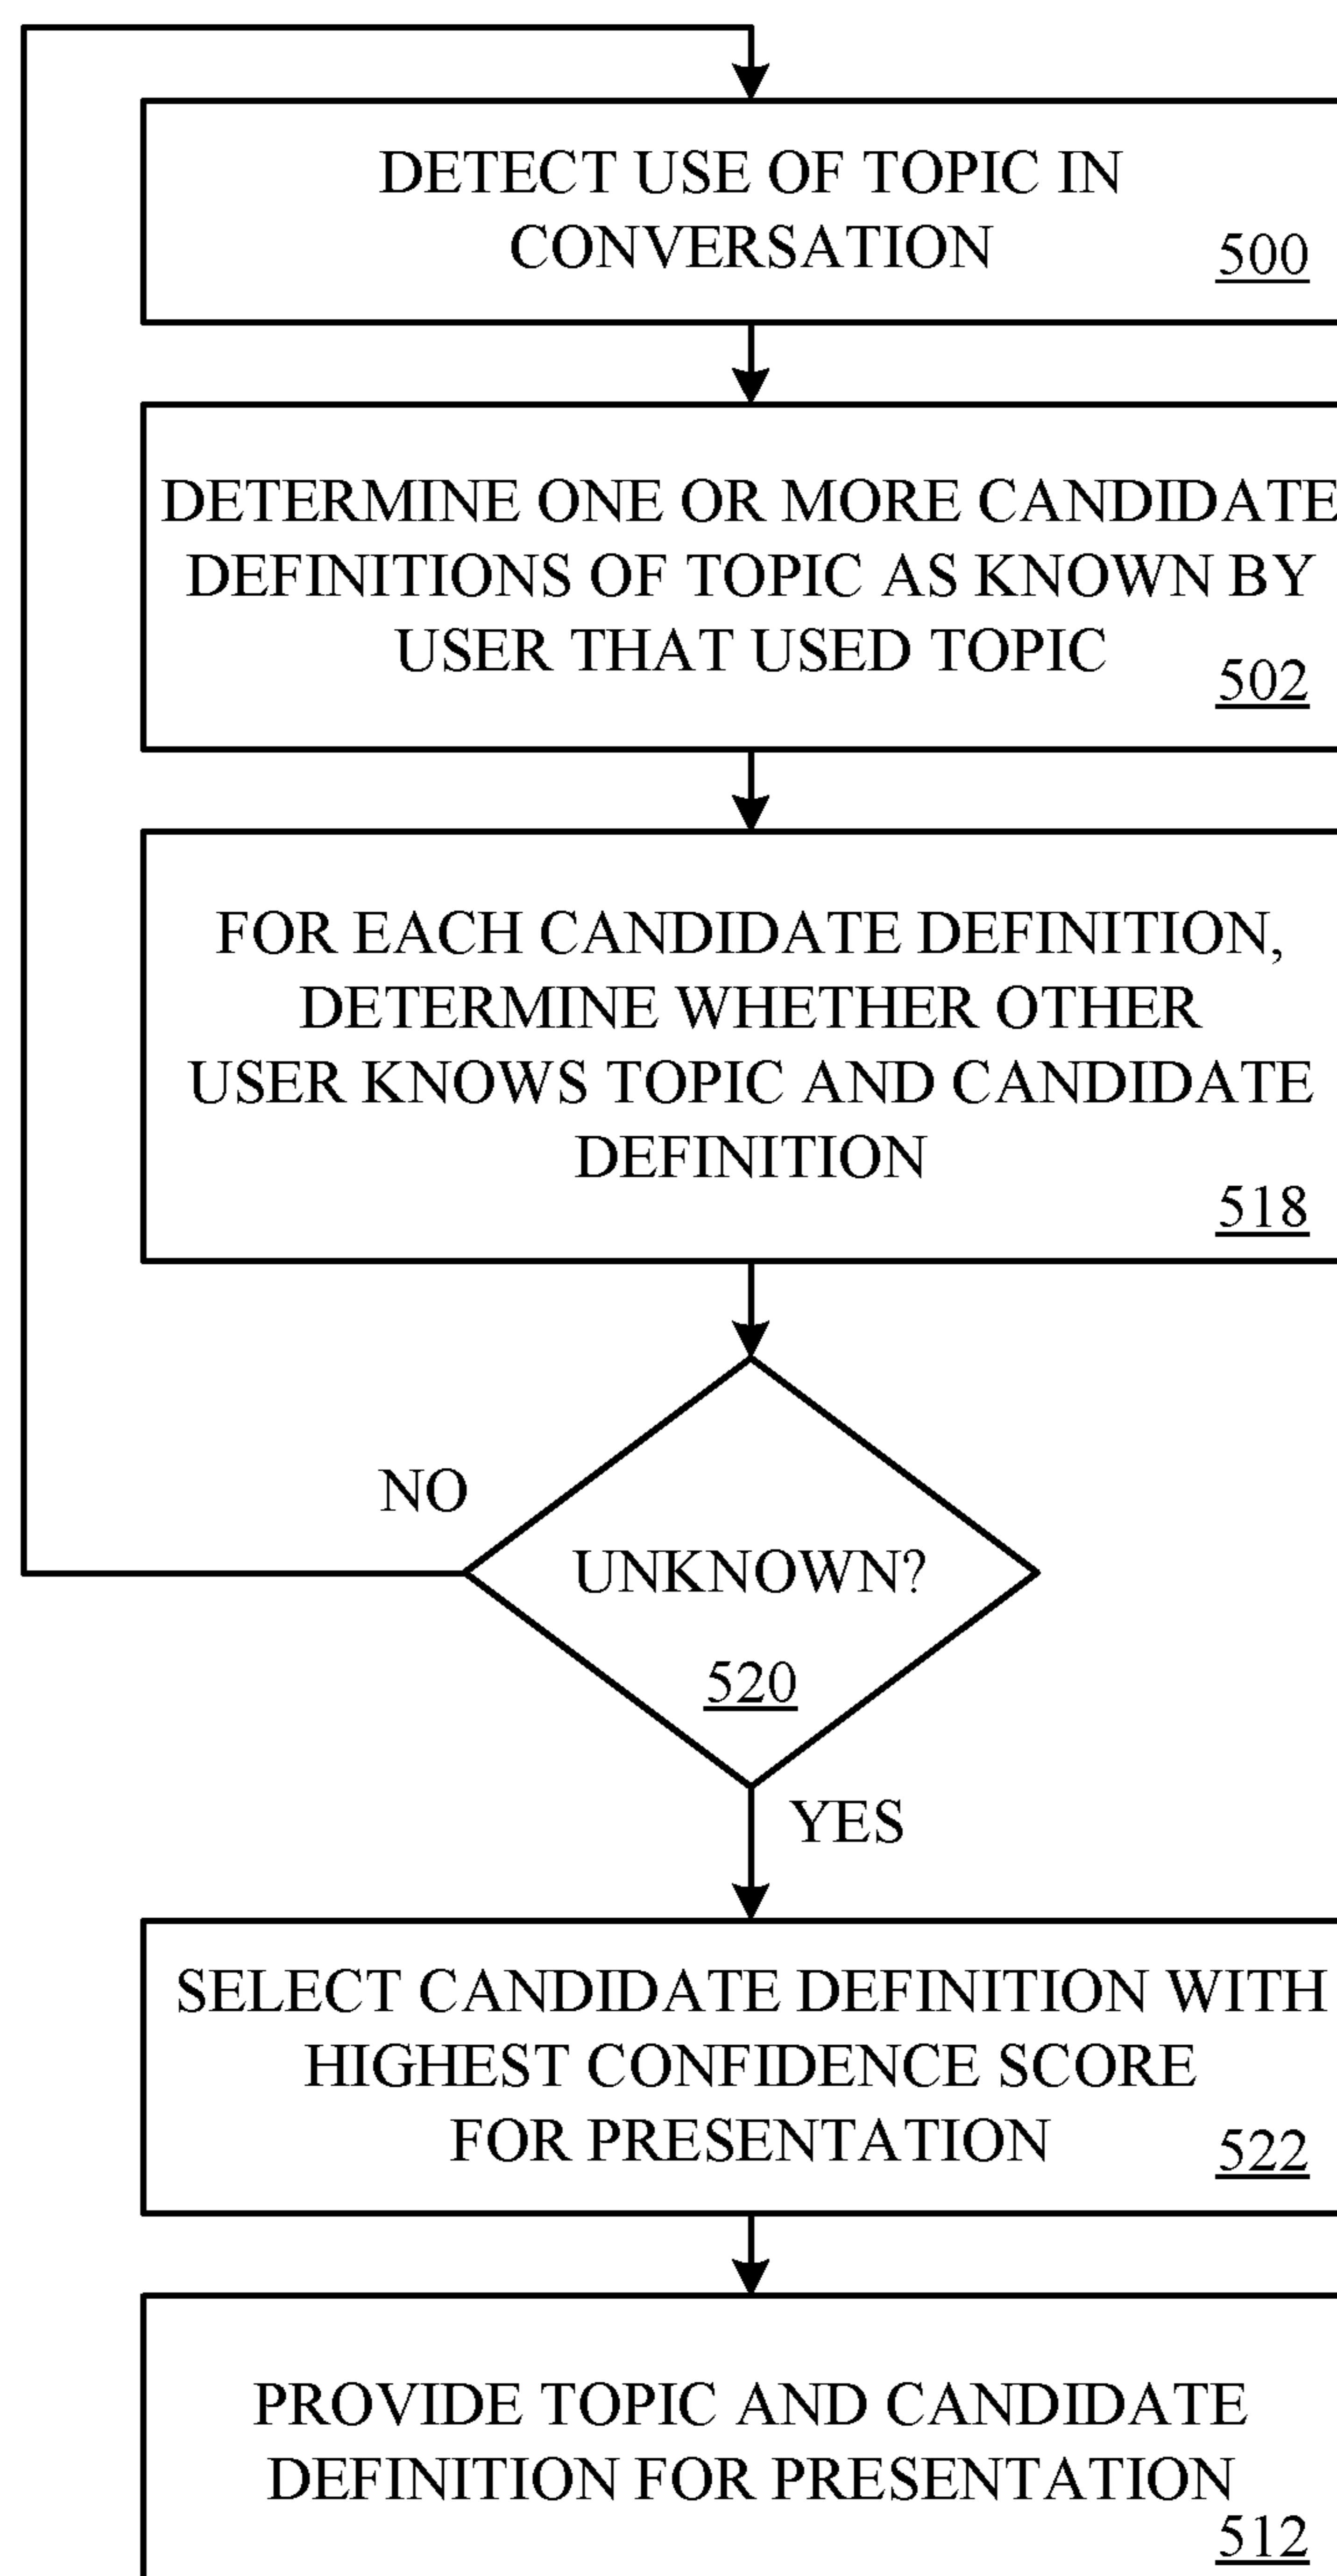 DETECT USE OF TOPIC IN
CONVERSATION
500
DETERMINE ONE OR MORE CANDIDATE
DEFINITIONS OF TOPIC AS KNOWN BY
USER THAT USED TOPIC
502
FOR EACH CANDIDATE DEFINITION,
DETERMINE WHETHER OTHER
USER KNOWS TOPIC AND CANDIDATE
DEFINITION
518
NO
UNKNOWN?
520
YES
SELECT CANDIDATE DEFINITION WITH
HIGHEST CONFIDENCE SCORE
FOR PRESENTATION
522
PROVIDE TOPIC AND CANDIDATE
DEFINITION FOR PRESENTATION
512